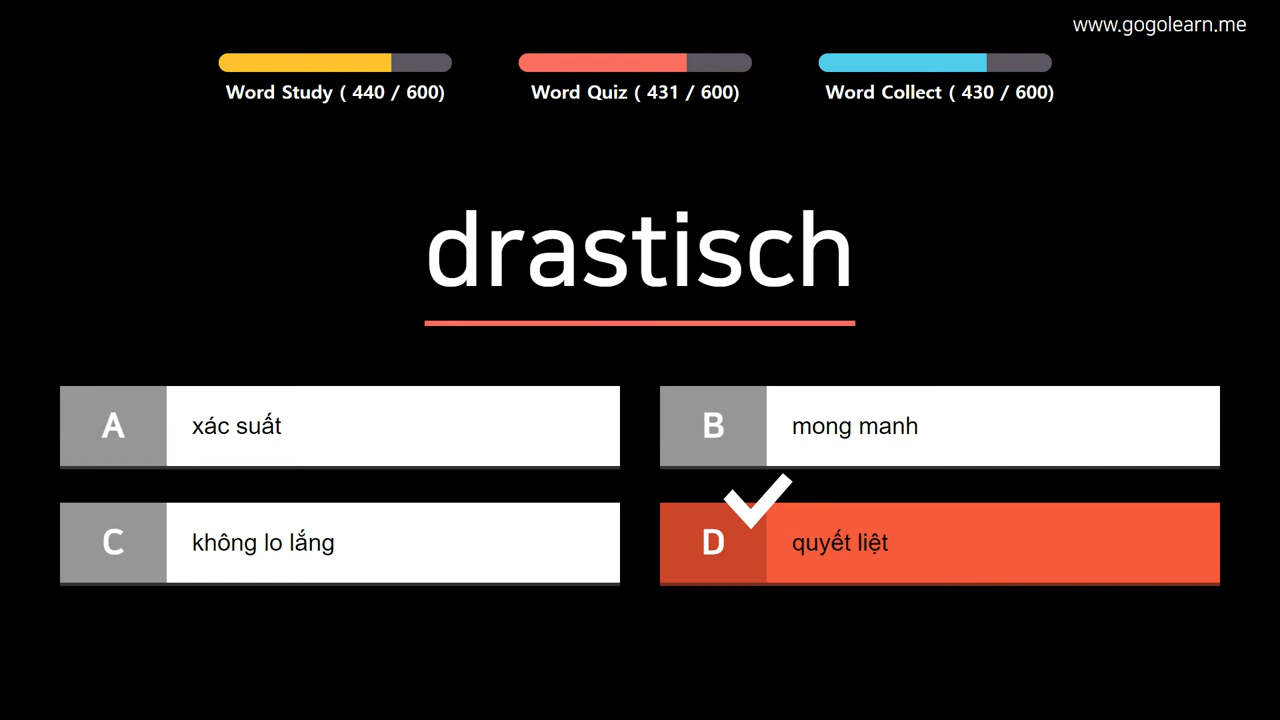 www.gogolearn.me
Word Study ( 440 / 600)
Word Quiz ( 431 / 600)
Word Collect ( 430 / 600)
drastisch
A xác suất
B mong manh
C không lo lắng
D quyết liệt